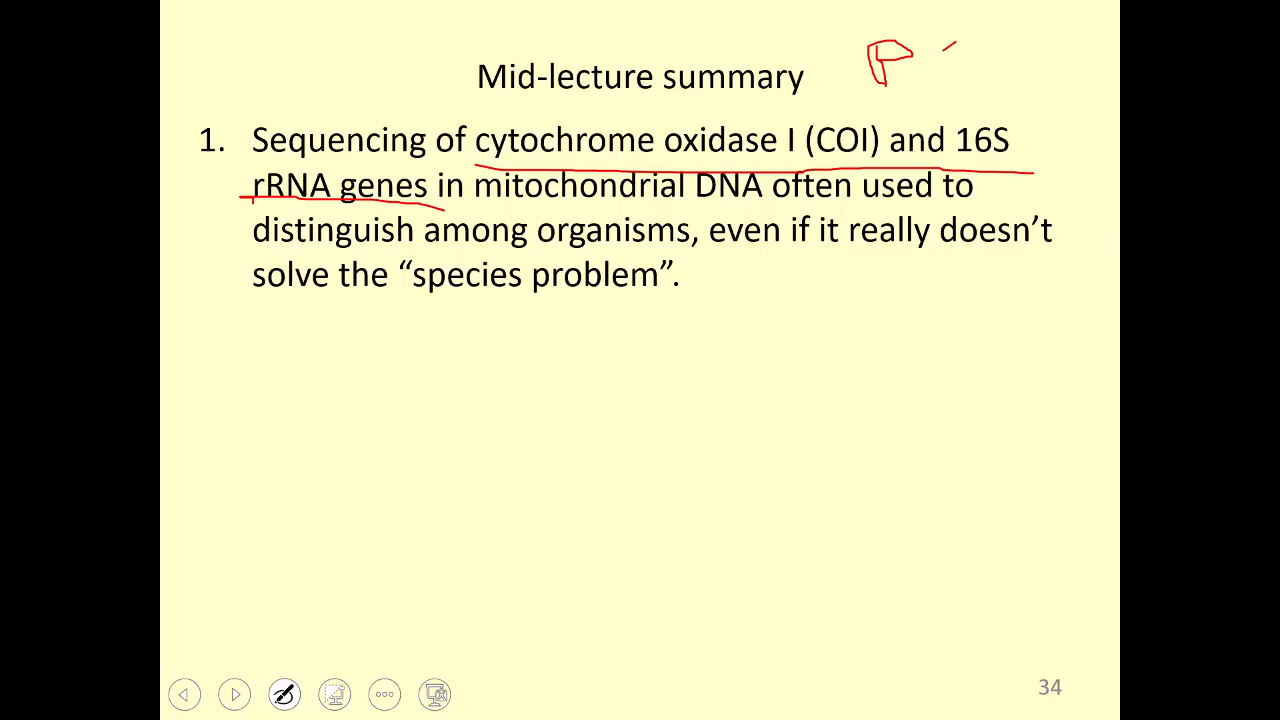 Mid-lecture summary
P
1. Sequencing of cytochrome oxidase I (COI) and 16S
rRNA genes in mitochondrial DNA often used to
distinguish among organisms, even if it really doesn’t
solve the “species problem”.
34